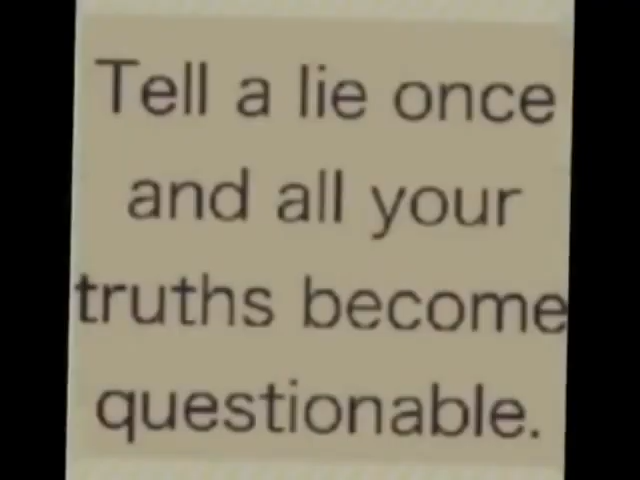 Tell a lie once
and all your
truths become
questionable.